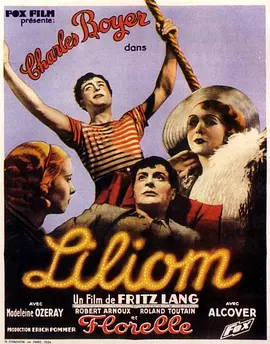 FOX FILM
présente:
Charles Boyer
dans
Liliom
Un Film de FRITZ LANG
AVEC
Madeleine OZERAY
ROBERT ARNOUX ROLAND TOUTAIN
et
AVEC
ALCOVER
PRODUCTION ERICH POMMER
Florelle
Fox